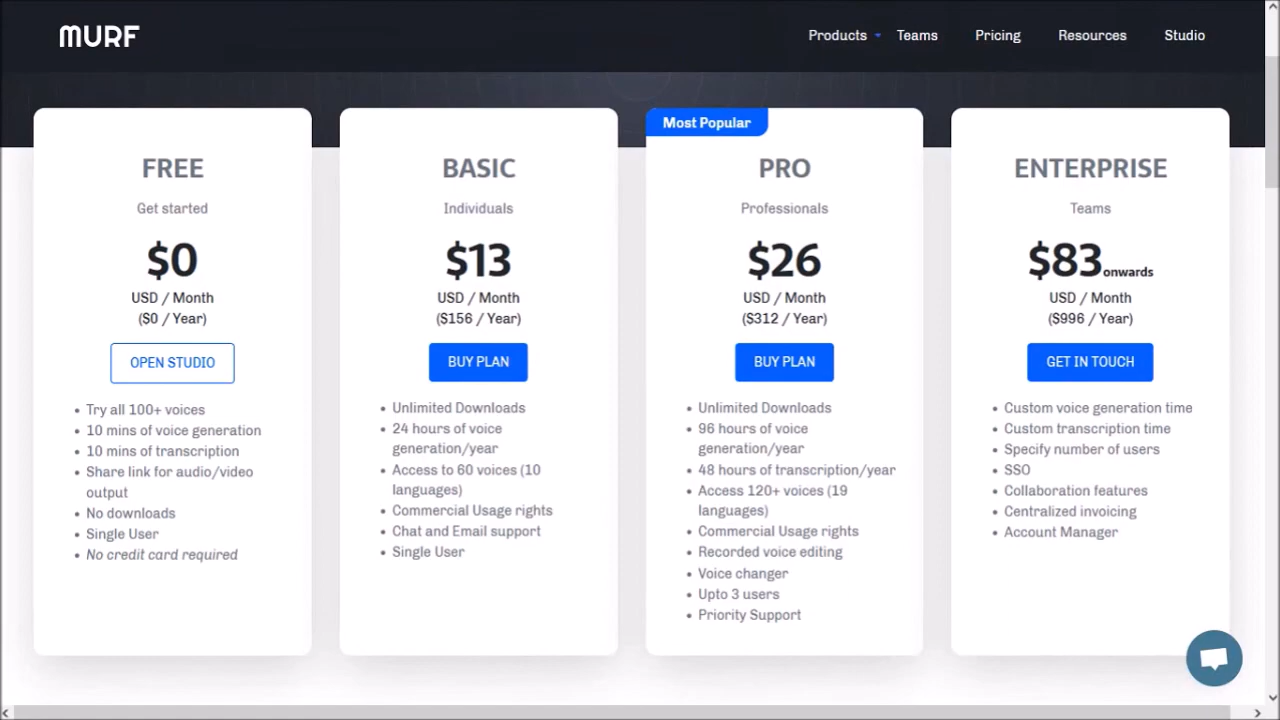 MURF
Products
Teams
Pricing
Resources
Studio
FREE
Get started
$0
USD / Month
($0 / Year)
OPEN STUDIO
• Try all 100+ voices
• 10 mins of voice generation
• 10 mins of transcription
• Share link for audio/video
output
• No downloads
• Single User
• No credit card required
BASIC
Individuals
$13
USD / Month
($156 / Year)
BUY PLAN
• Unlimited Downloads
• 24 hours of voice
generation/year
• Access to 60 voices (10
languages)
• Commercial Usage rights
• Chat and Email support
• Single User
Most Popular
PRO
Professionals
$26
USD / Month
($312 / Year)
BUY PLAN
• Unlimited Downloads
• 96 hours of voice
generation/year
• 48 hours of transcription/year
• Access 120+ voices (19
languages)
• Commercial Usage rights
• Recorded voice editing
• Voice changer
• Upto 3 users
• Priority Support
ENTERPRISE
Teams
$83 onwards
USD / Month
($996 / Year)
GET IN TOUCH
• Custom voice generation time
• Custom transcription time
• Specify number of users
• SSO
• Collaboration features
• Centralized invoicing
• Account Manager